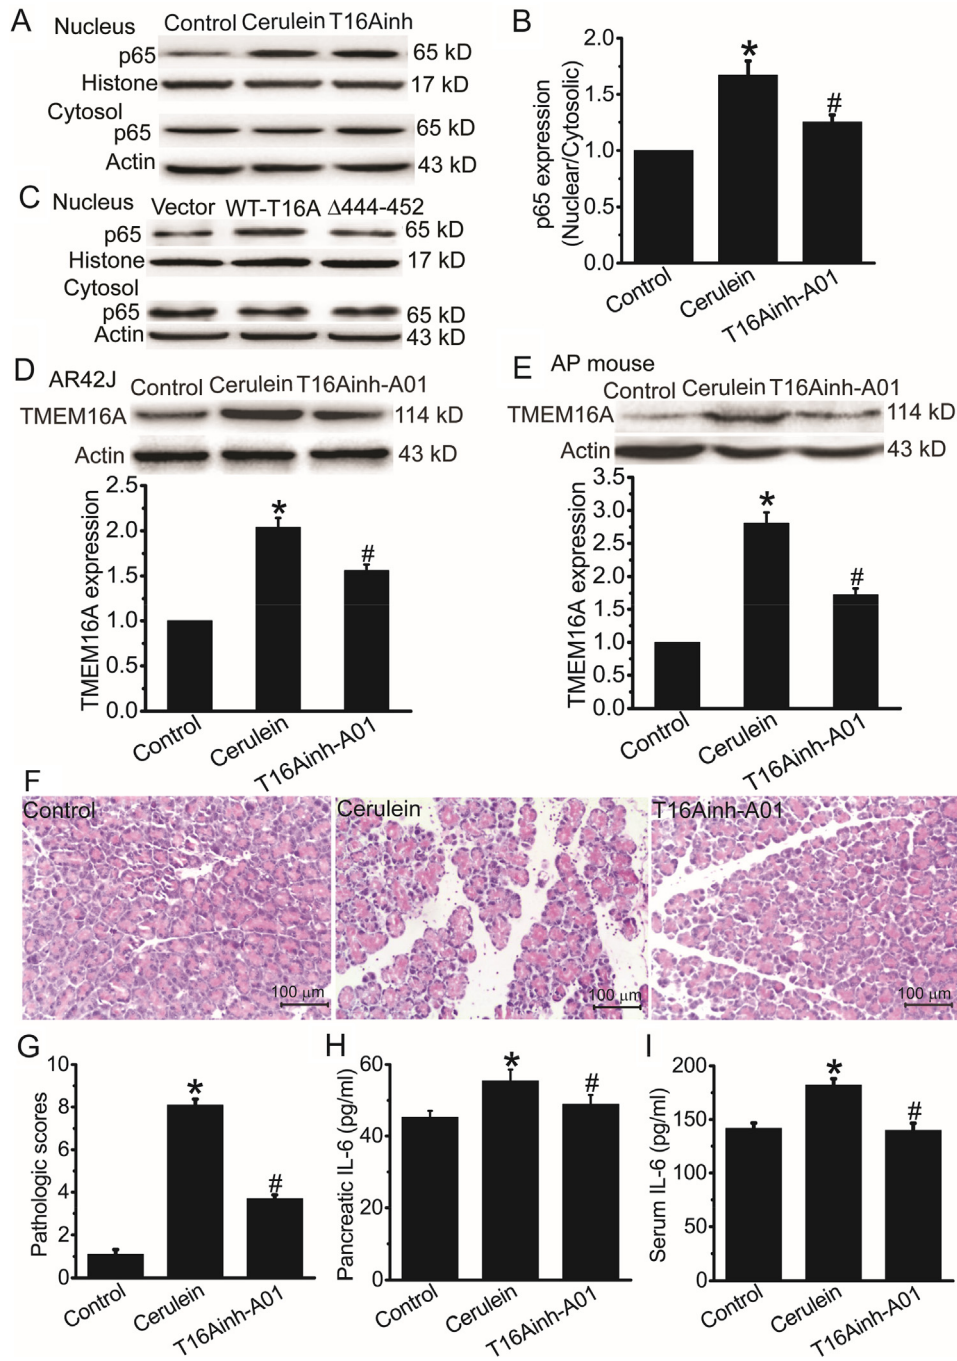 A
Nucleus
Control Cerulein T16Ainh
p65
65 kD
Histone
17 kD
Cytosol
p65
65 kD
Actin
43 kD
B
p65 expression
(Nuclear/Cytosolic)
2.0
1.5
1.0
0.5
0.0
*
#
Control
Cerulein
T16Ainh-A01
C
Nucleus
Vector WT-T16A Δ444-452
p65
65 kD
Histone
17 kD
Cytosol
p65
65 kD
Actin
43 kD
D
AR42J
Control Cerulein T16Ainh-A01
TMEM16A
114 kD
Actin
43 kD
TMEM16A expression
2.5
2.0
1.5
1.0
0.5
0.0
*
#
Control
Cerulein
T16Ainh-A01
E
AP mouse
Control Cerulein T16Ainh-A01
TMEM16A
114 kD
Actin
43 kD
TMEM16A expression
3.5
3.0
2.5
2.0
1.5
1.0
0.5
0.0
*
#
Control
Cerulein
T16Ainh-A01
F
Control
100 μm
Cerulein
100 μm
T16Ainh-A01
100 μm
G
Pathologic scores
10
8
6
4
2
0
*
#
Control
Cerulein
T16Ainh-A01
H
Pancreatic IL-6 (pg/ml)
60
40
20
0
*
#
Control
Cerulein
T16Ainh-A01
I
Serum IL-6 (pg/ml)
200
150
100
50
0
*
#
Control
Cerulein
T16Ainh-A01